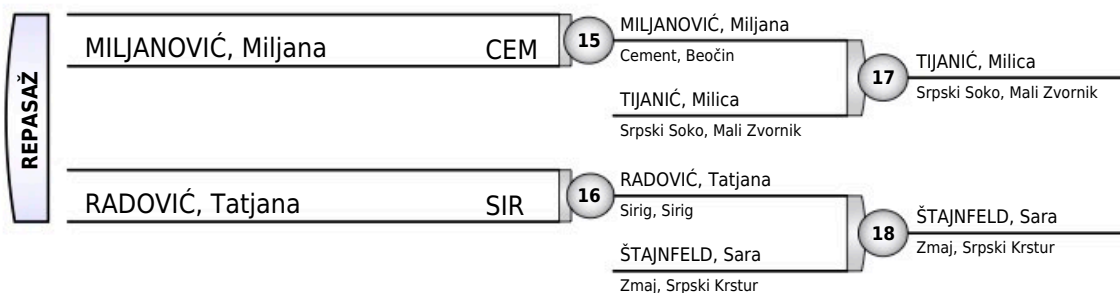 REPASAŽ
MILJANOVIĆ, Miljana CEM
15
MILJANOVIĆ, Miljana
Cement, Beočin
TIJANIĆ, Milica
Srpski Soko, Mali Zvornik
17
TIJANIĆ, Milica
Srpski Soko, Mali Zvornik
RADOVIĆ, Tatjana SIR
16
RADOVIĆ, Tatjana
Sirig, Sirig
ŠTAJNFELD, Sara
Zmaj, Srpski Krstur
18
ŠTAJNFELD, Sara
Zmaj, Srpski Krstur